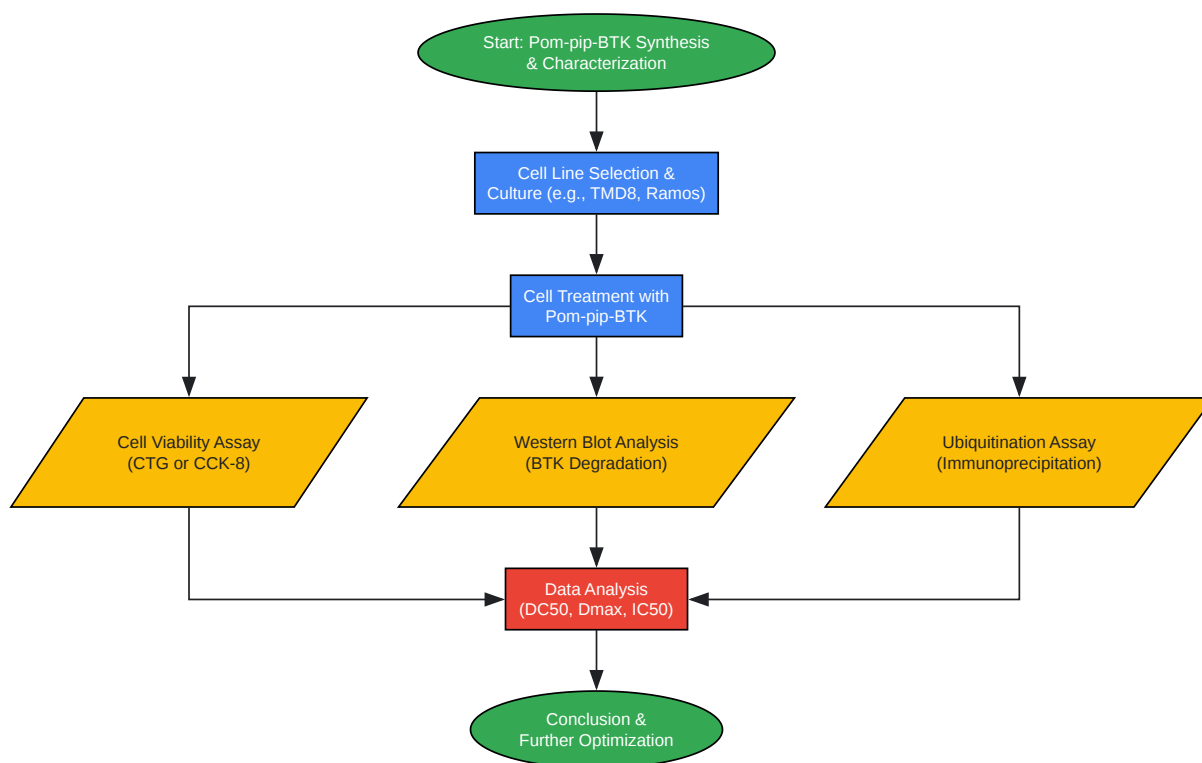 Start: Pom-pip-BTK Synthesis
& Characterization
Cell Line Selection &
Culture (e.g., TMD8, Ramos)
Cell Treatment with
Pom-pip-BTK
Cell Viability Assay
(CTG or CCK-8)
Western Blot Analysis
(BTK Degradation)
Ubiquitination Assay
(Immunoprecipitation)
Data Analysis
(DC50, Dmax, IC50)
Conclusion &
Further Optimization